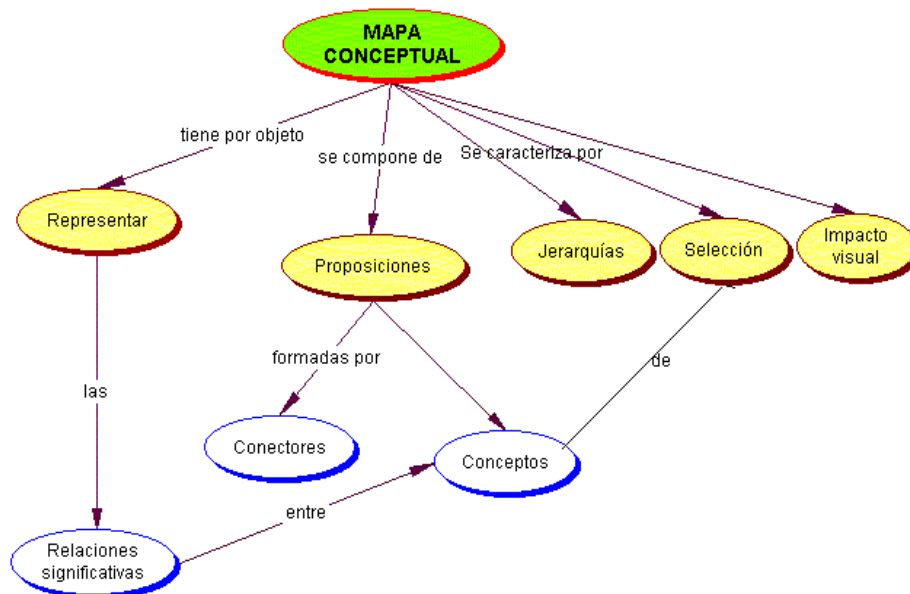 MAPA
CONCEPTUAL
tiene por objeto
se compone de
Se caracteriza por
Representar
Proposiciones
Jerarquías
Selección
Impacto
visual
formadas por
de
las
Conectores
Conceptos
entre
Relaciones
significativas